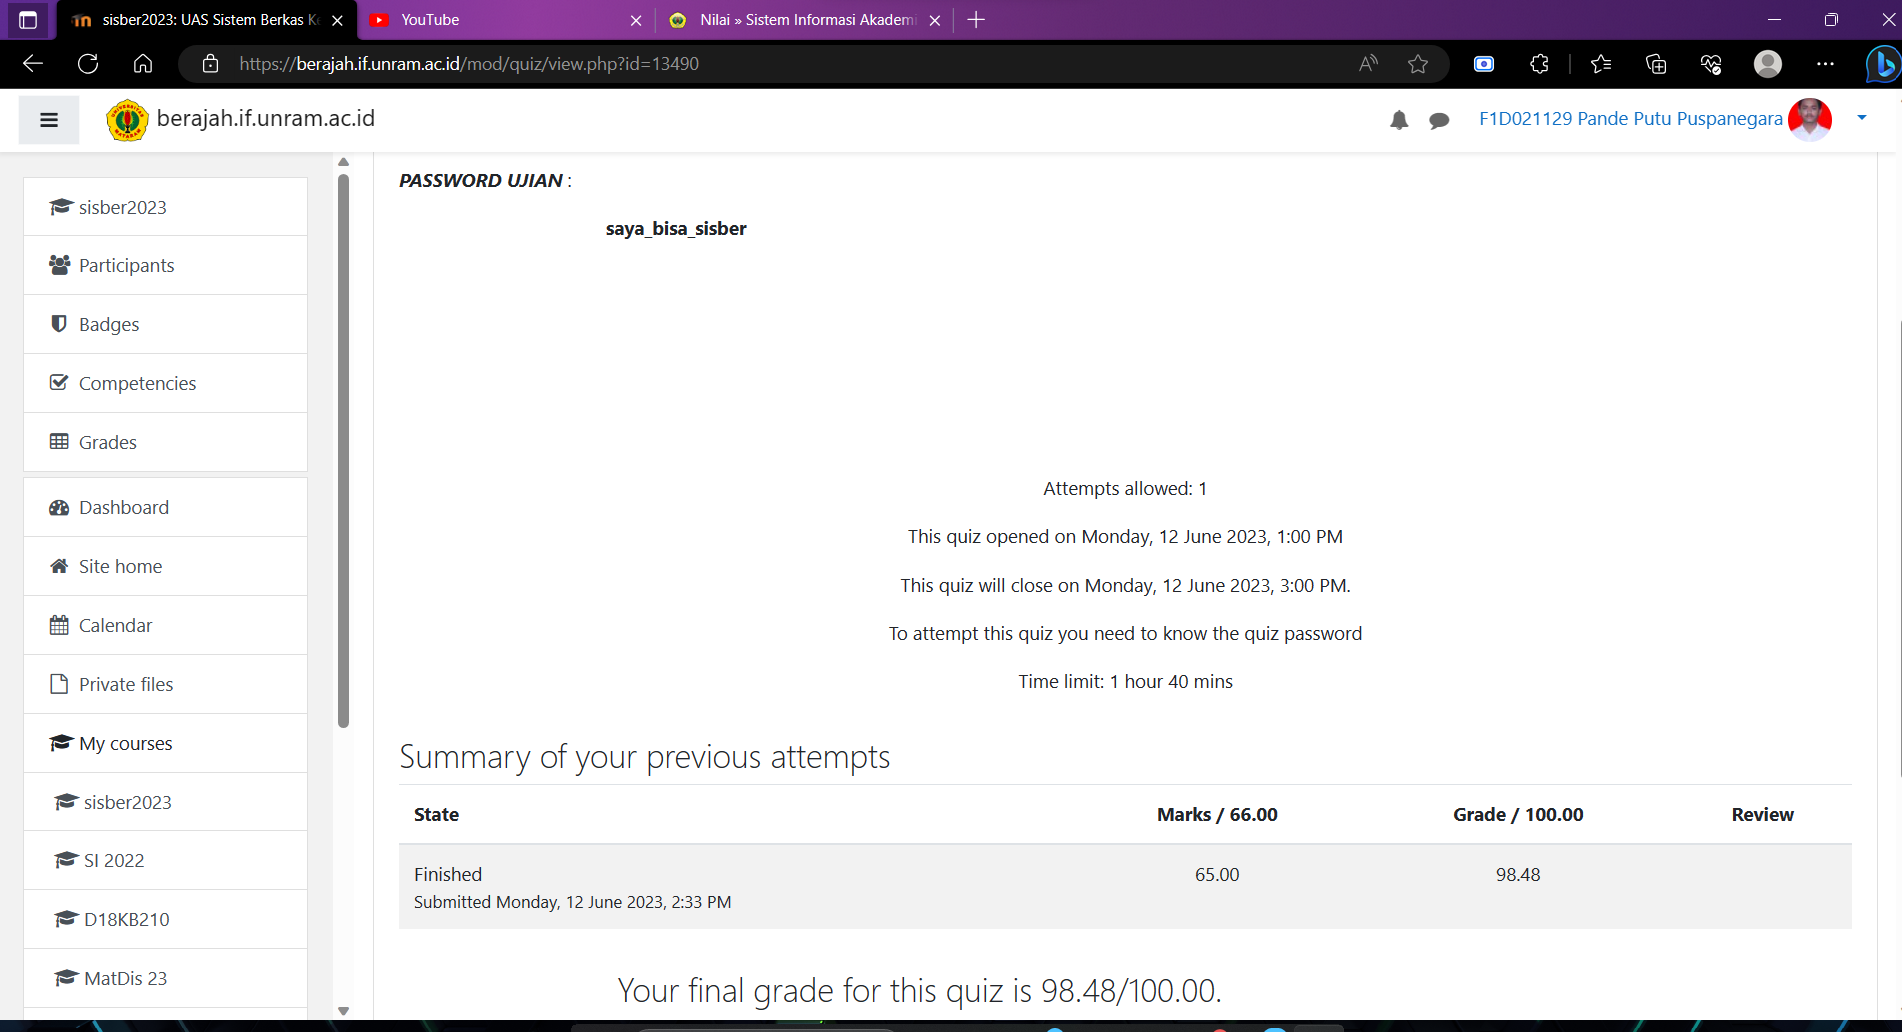 sisber2023: UAS Sistem Berkas K
YouTube
Nilai » Sistem Informasi Akadem
https://berajah.if.unram.ac.id/mod/quiz/view.php?id=13490
berajah.if.unram.ac.id
F1D021129 Pande Putu Puspanegara
sisber2023
Participants
Badges
Competencies
Grades
Dashboard
Site home
Calendar
Private files
My courses
sisber2023
SI 2022
D18KB210
MatDis 23
PASSWORD UJIAN :
saya_bisa_sisber
Attempts allowed: 1
This quiz opened on Monday, 12 June 2023, 1:00 PM
This quiz will close on Monday, 12 June 2023, 3:00 PM.
To attempt this quiz you need to know the quiz password
Time limit: 1 hour 40 mins
Summary of your previous attempts
State Marks / 66.00 Grade / 100.00 Review
Finished 65.00 98.48
Submitted Monday, 12 June 2023, 2:33 PM
Your final grade for this quiz is 98.48/100.00.